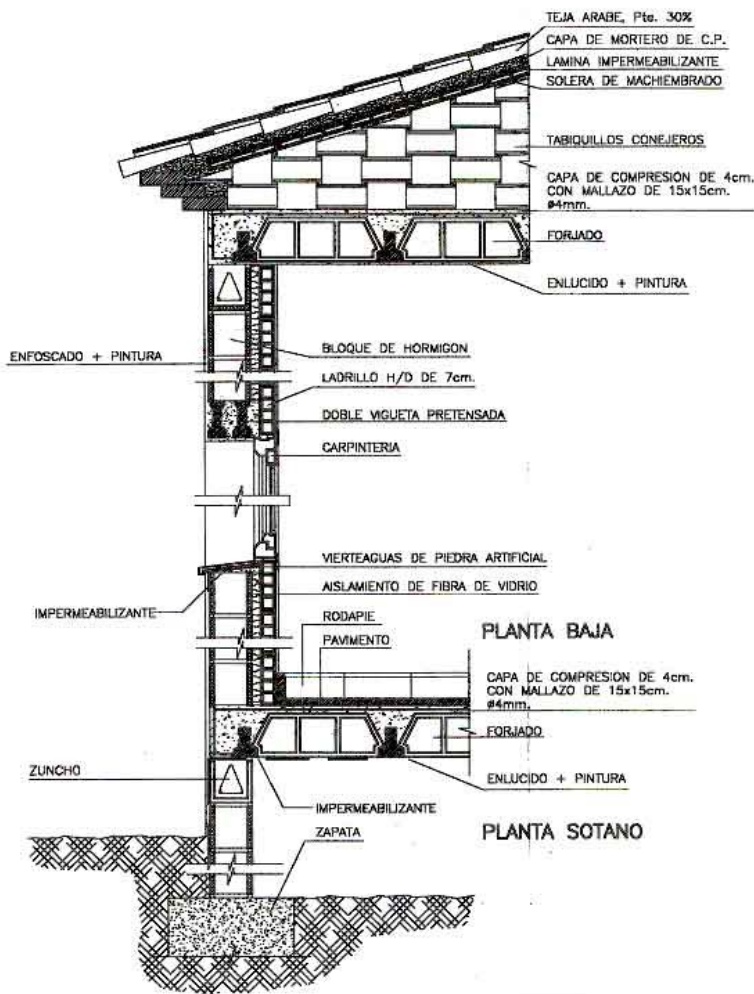 TEJA ARABE, Pte. 30%
CAPA DE MORTERO DE C.P.
LAMINA IMPERMEABILIZANTE
SOLERA DE MACHIEMBRADO
TABIQUILLOS CONEJEROS
CAPA DE COMPRESION DE 4cm.
CON MALLAZO DE 15x15cm.
ø4mm.
FORJADO
ENLUCIDO + PINTURA
BLOQUE DE HORMIGON
ENFOSCADO + PINTURA
LADRILLO H/D DE 7cm.
DOBLE VIGUETA PRETENSADA
CARPINTERIA
VIERTEAGUAS DE PIEDRA ARTIFICIAL
AISLAMIENTO DE FIBRA DE VIDRIO
IMPERMEABILIZANTE
RODAPIE
PLANTA BAJA
PAVIMENTO
CAPA DE COMPRESION DE 4cm.
CON MALLAZO DE 15x15cm.
ø4mm.
FORJADO
ZUNCHO
ENLUCIDO + PINTURA
IMPERMEABILIZANTE
ZAPATA
PLANTA SOTANO